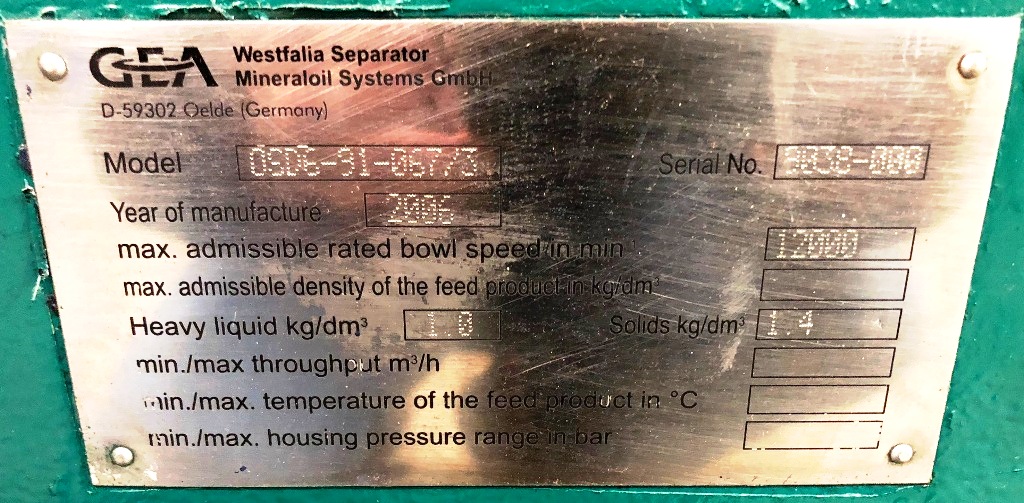 GEA Westfalia Separator
Mineraloil Systems GmbH
D-59302 Oelde (Germany)
Model OSD6-91-067/3 Serial No.
Year of manufacture 2006
max. admissible rated bowl speed in min⁻¹ 12000
max. admissible density of the feed product in kg/dm³
Heavy liquid kg/dm³ 1.0 Solids kg/dm³ 1.4
min./max throughput m³/h
min./max. temperature of the feed product in °C
min./max. housing pressure range in bar